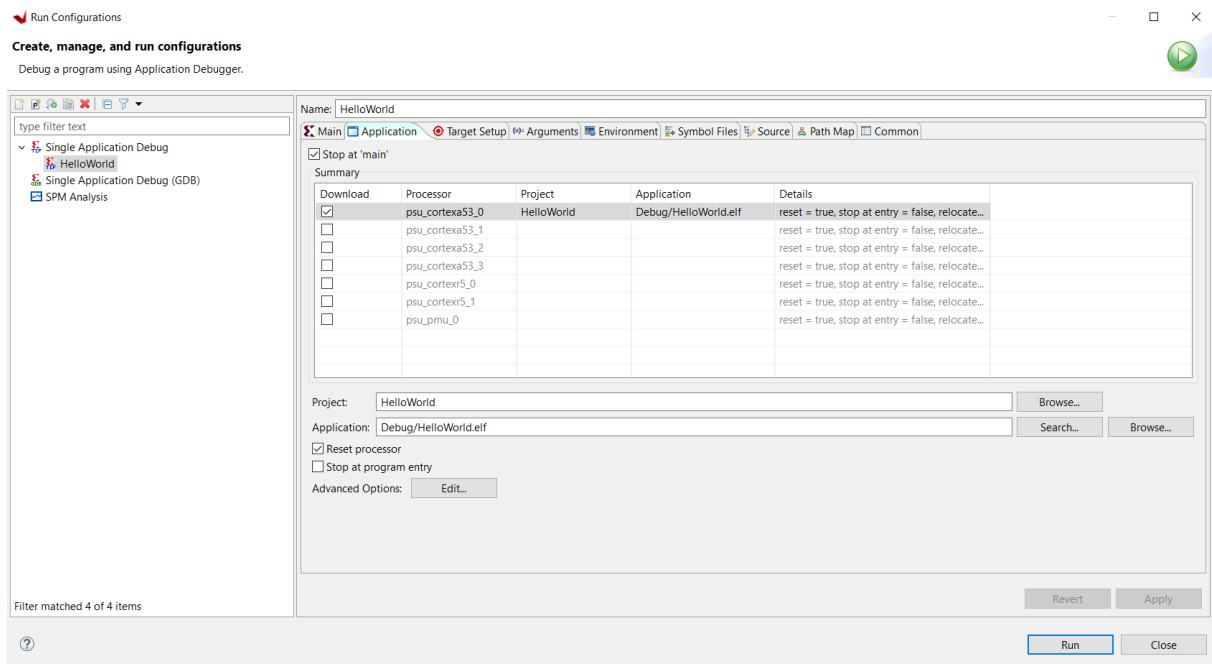 Run Configurations
Create, manage, and run configurations
Debug a program using Application Debugger.
type filter text
Single Application Debug
HelloWorld
Single Application Debug (GDB)
SPM Analysis
Filter matched 4 of 4 items
Name: HelloWorld
Main Application Target Setup Arguments Environment Symbol Files Source Path Map Common
Stop at 'main'
Summary
Download Processor Project Application Details
psu_cortexa53_0 HelloWorld Debug/HelloWorld.elf reset = true, stop at entry = false, relocate...
psu_cortexa53_1 reset = true, stop at entry = false, relocate...
psu_cortexa53_2 reset = true, stop at entry = false, relocate...
psu_cortexa53_3 reset = true, stop at entry = false, relocate...
psu_cortexr5_0 reset = true, stop at entry = false, relocate...
psu_cortexr5_1 reset = true, stop at entry = false, relocate...
psu_pmu_0 reset = true, stop at entry = false, relocate...
Project: HelloWorld Browse...
Application: Debug/HelloWorld.elf Search... Browse...
Reset processor
Stop at program entry
Advanced Options: Edit...
Revert Apply
Run Close